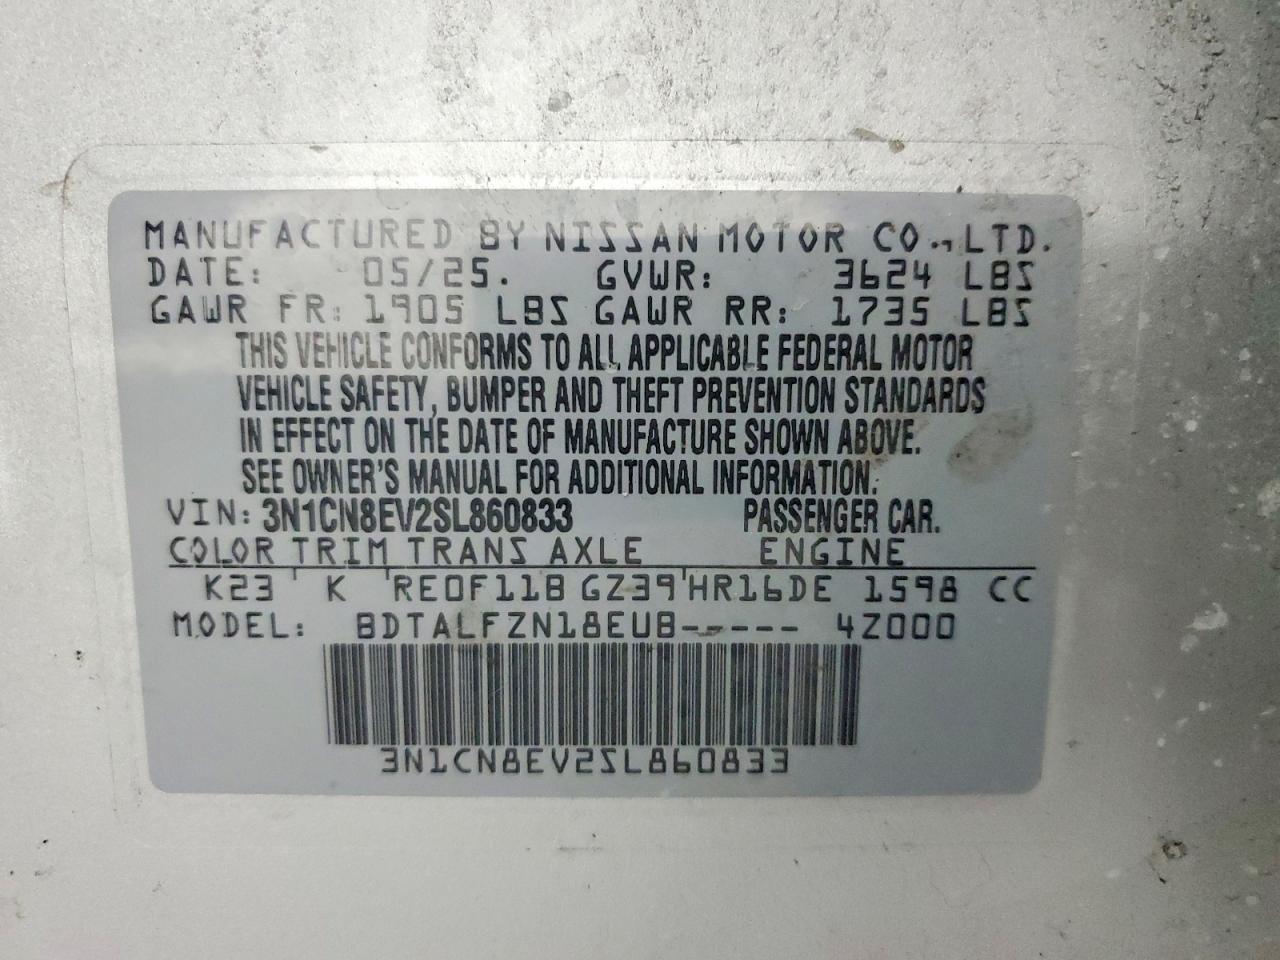 MANUFACTURED BY NISSAN MOTOR CO., LTD.
DATE: 05/25. GVWR: 3624 LBS
GAWR FR: 1905 LBS GAWR RR: 1735 LBS
THIS VEHICLE CONFORMS TO ALL APPLICABLE FEDERAL MOTOR
VEHICLE SAFETY, BUMPER AND THEFT PREVENTION STANDARDS
IN EFFECT ON THE DATE OF MANUFACTURE SHOWN ABOVE.
SEE OWNER'S MANUAL FOR ADDITIONAL INFORMATION.
VIN: 3N1CN8EV2SL860833 PASSENGER CAR.
COLOR TRIM TRANS AXLE ENGINE
K23 K RE0F11B GZ39 HR16DE 1598 CC
MODEL: BDTALFZN18EUB----- 4Z000
3N1CN8EV2SL860833